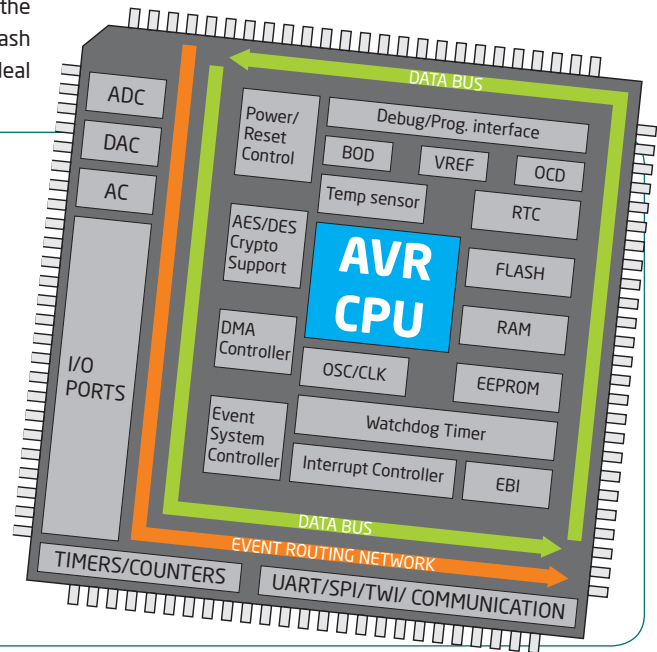 the
ash
deal
DATA BUS
ADC
DAC
AC
I/O
PORTS
Power/
Reset
Control
Debug/Prog. interface
BOD
VREF
OCD
Temp sensor
RTC
AES/DES
Crypto
Support
AVR
CPU
FLASH
RAM
DMA
Controller
OSC/CLK
EEPROM
Event
System
Controller
Watchdog Timer
Interrupt Controller
EBI
DATA BUS
EVENT ROUTING NETWORK
TIMERS/COUNTERS
UART/SPI/TWI/ COMMUNICATION